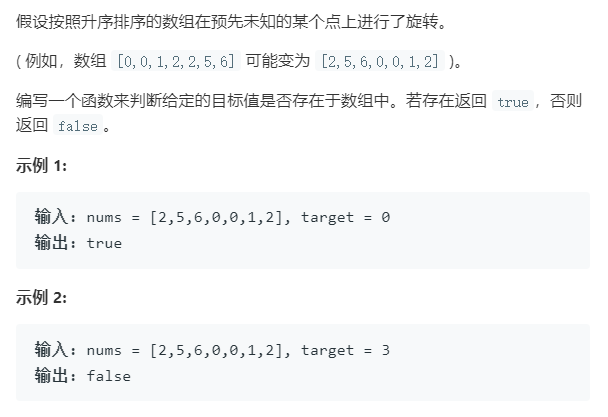 假设按照升序排序的数组在预先未知的某个点上进行了旋转。
( 例如，数组 [0,0,1,2,2,5,6] 可能变为 [2,5,6,0,0,1,2] )。
编写一个函数来判断给定的目标值是否存在于数组中。若存在返回 true，否则
返回 false。
示例 1:
输入: nums = [2,5,6,0,0,1,2], target = 0
输出: true
示例 2:
输入: nums = [2,5,6,0,0,1,2], target = 3
输出: false